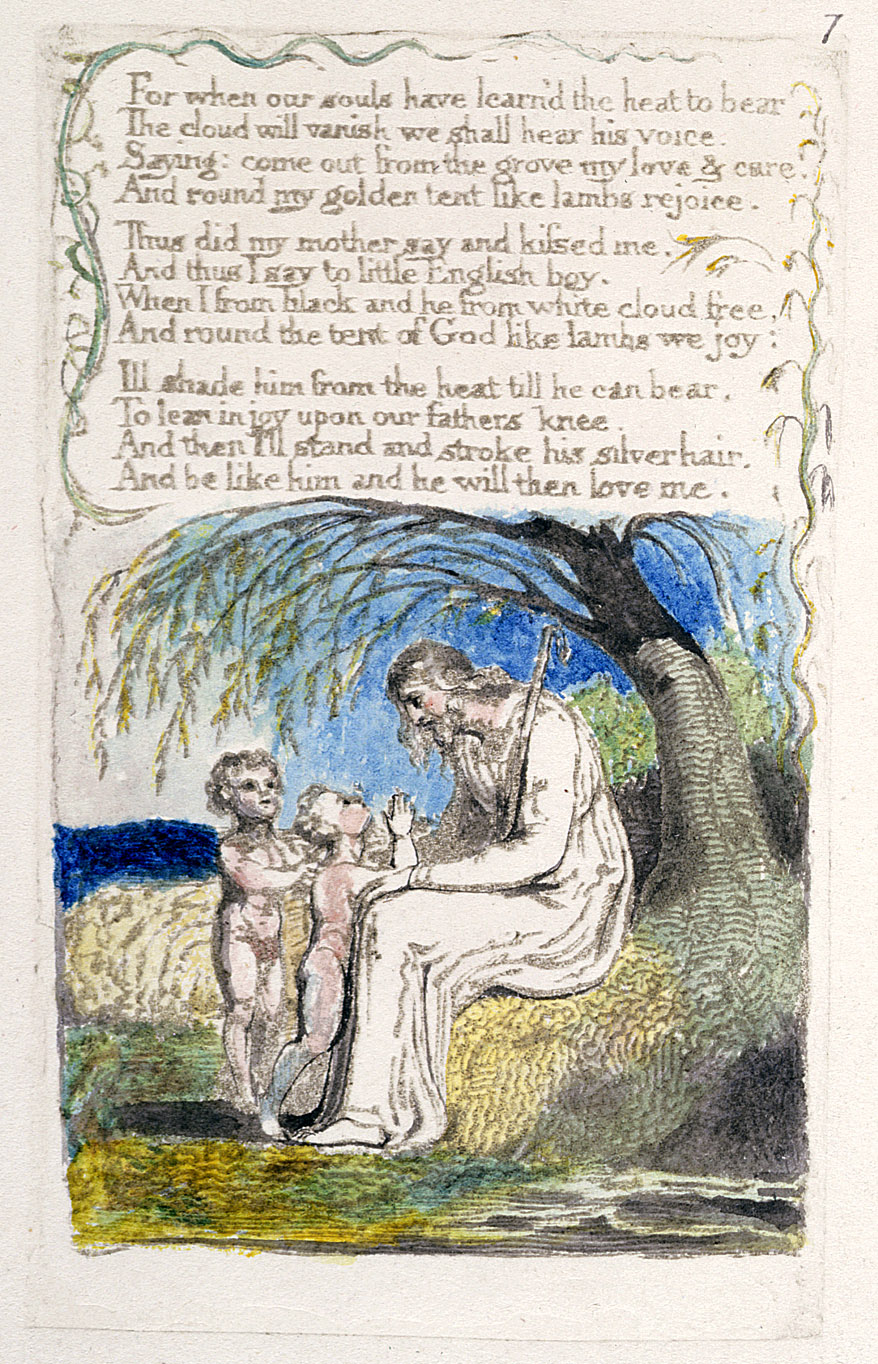 7
For when our souls have learn'd the heat to bear
The cloud will vanish we shall hear his voice.
Saying: come out from the grove my love & care.
And round my golden tent like lambs rejoice.
Thus did my mother say and kissed me.
And thus I say to little English boy.
When I from black and he from white cloud free,
And round the tent of God like lambs we joy:
Ill shade him from the heat till he can bear,
To lean in joy upon our fathers knee.
And then I'll stand and stroke his silver hair,
And be like him and he will then love me.